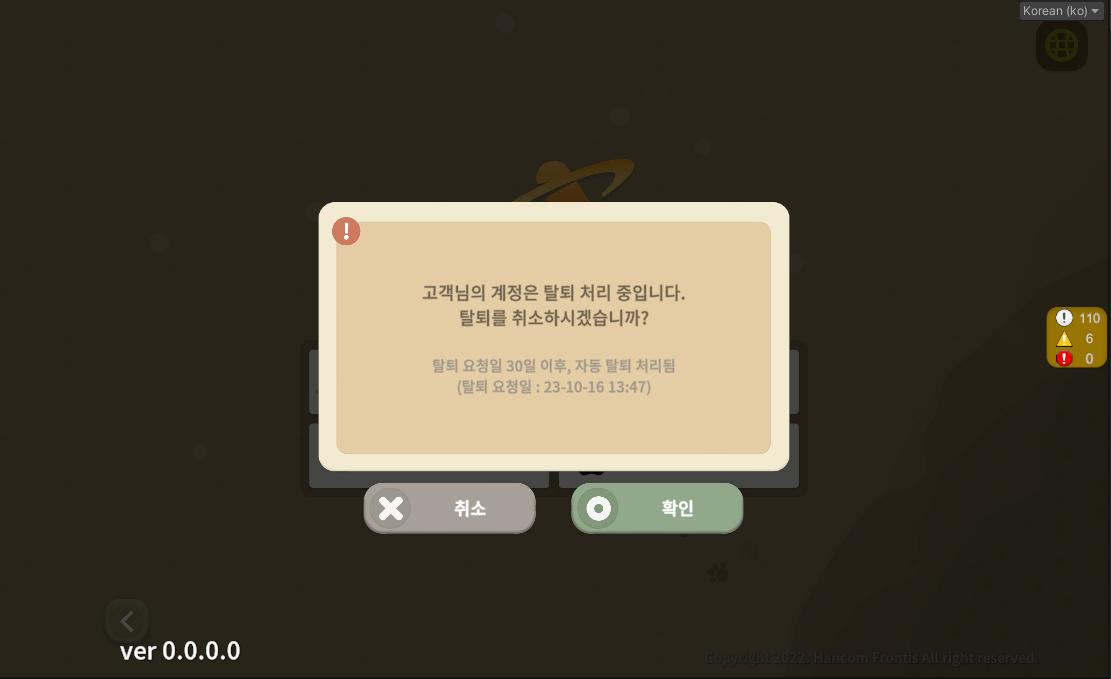 Korean (ko)
!
고객님의 계정은 탈퇴 처리 중입니다.
탈퇴를 취소하시겠습니까?
탈퇴 요청일 30일 이후, 자동 탈퇴 처리됨
(탈퇴 요청일 : 23-10-16 13:47)
! 110
! 6
! 0
취소
확인
ver 0.0.0.0
Copyright 2022. Hancom Frontis All right reserved.